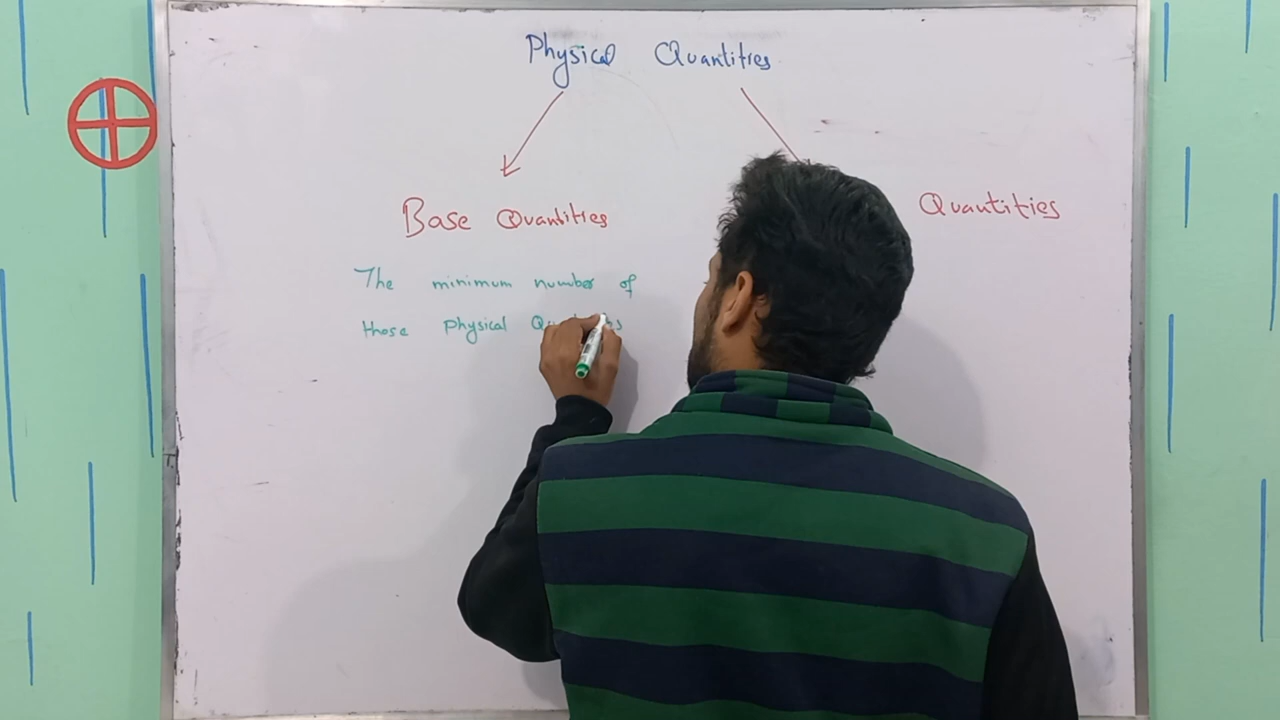 Physical Quantities
Base Quantities
Quantities
The minimum number of
those physical